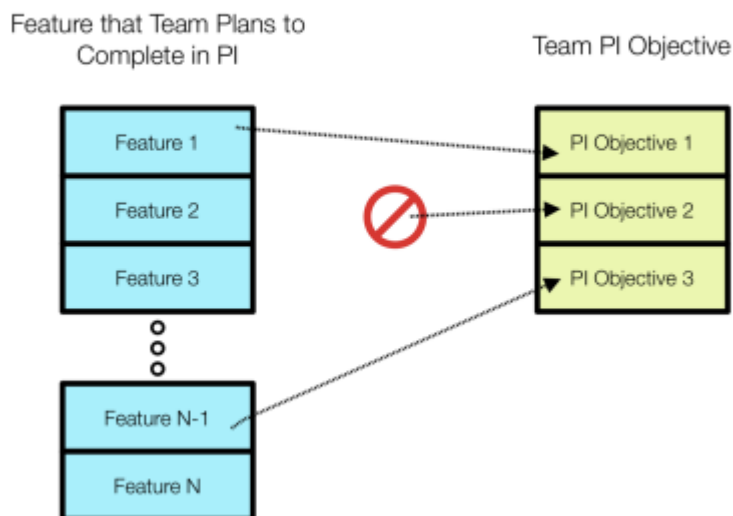 Feature that Team Plans to
Complete in PI
Team PI Objective
Feature 1
Feature 2
Feature 3
Feature N-1
Feature N
PI Objective 1
PI Objective 2
PI Objective 3